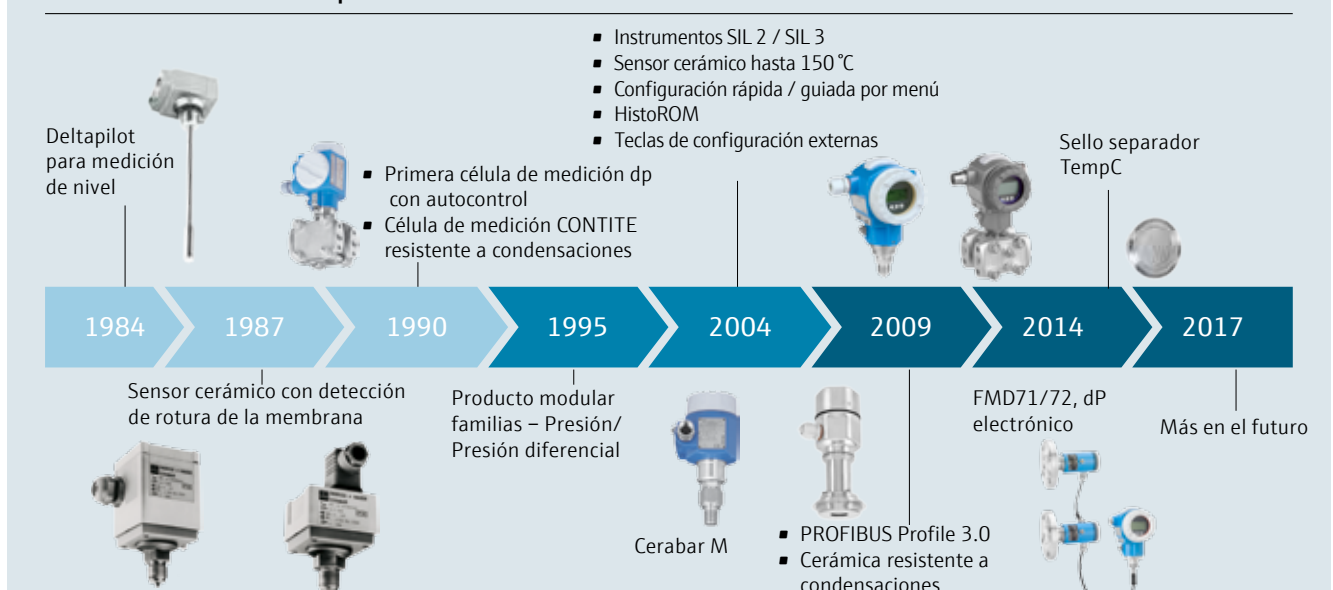 ■ Instrumentos SIL 2 / SIL 3
■ Sensor cerámico hasta 150 °C
■ Configuración rápida / guiada por menú
■ HistoROM
■ Teclas de configuración externas
Deltapilot
para medición
de nivel
■ Primera célula de medición dp
con autocontrol
■ Célula de medición CONTITE
resistente a condensaciones
Sello separador
TempC
1984
1987
1990
1995
2004
2009
2014
2017
Sensor cerámico con detección
de rotura de la membrana
Producto modular
familias – Presión/
Presión diferencial
Cerabar M
■ PROFIBUS Profile 3.0
■ Cerámica resistente a
condensaciones
FMD71/72, dP
electrónico
Más en el futuro